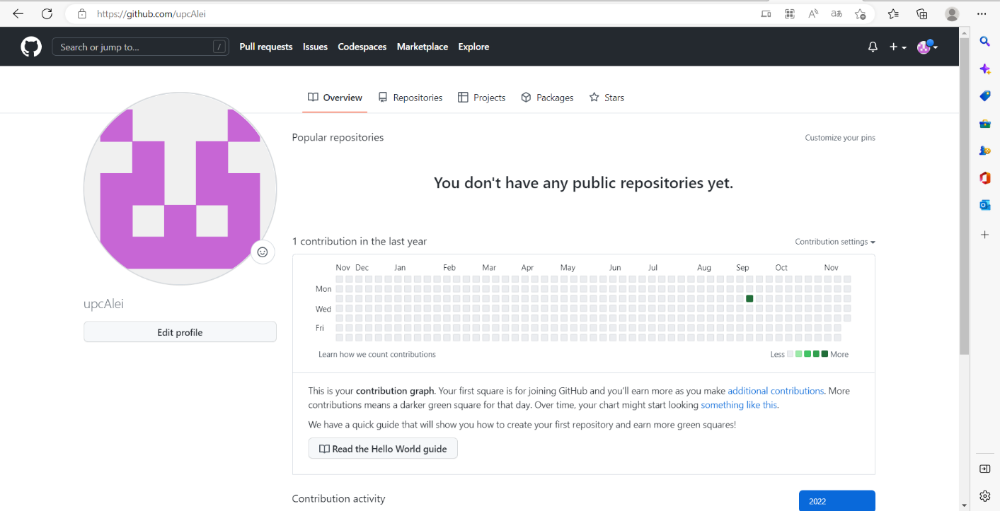 https://github.com/upcAlei
aあ
Search or jump to... /
Pull requests Issues Codespaces Marketplace Explore
Overview Repositories Projects Packages Stars
Popular repositories Customize your pins
You don't have any public repositories yet.
1 contribution in the last year Contribution settings
Nov Dec Jan Feb Mar Apr May Jun Jul Aug Sep Oct Nov
Mon
Wed
Fri
Learn how we count contributions Less More
upcAlei
Edit profile
This is your contribution graph. Your first square is for joining GitHub and you’ll earn more as you make additional contributions. More
contributions means a darker green square for that day. Over time, your chart might start looking something like this.
We have a quick guide that will show you how to create your first repository and earn more green squares!
Read the Hello World guide
Contribution activity 2022